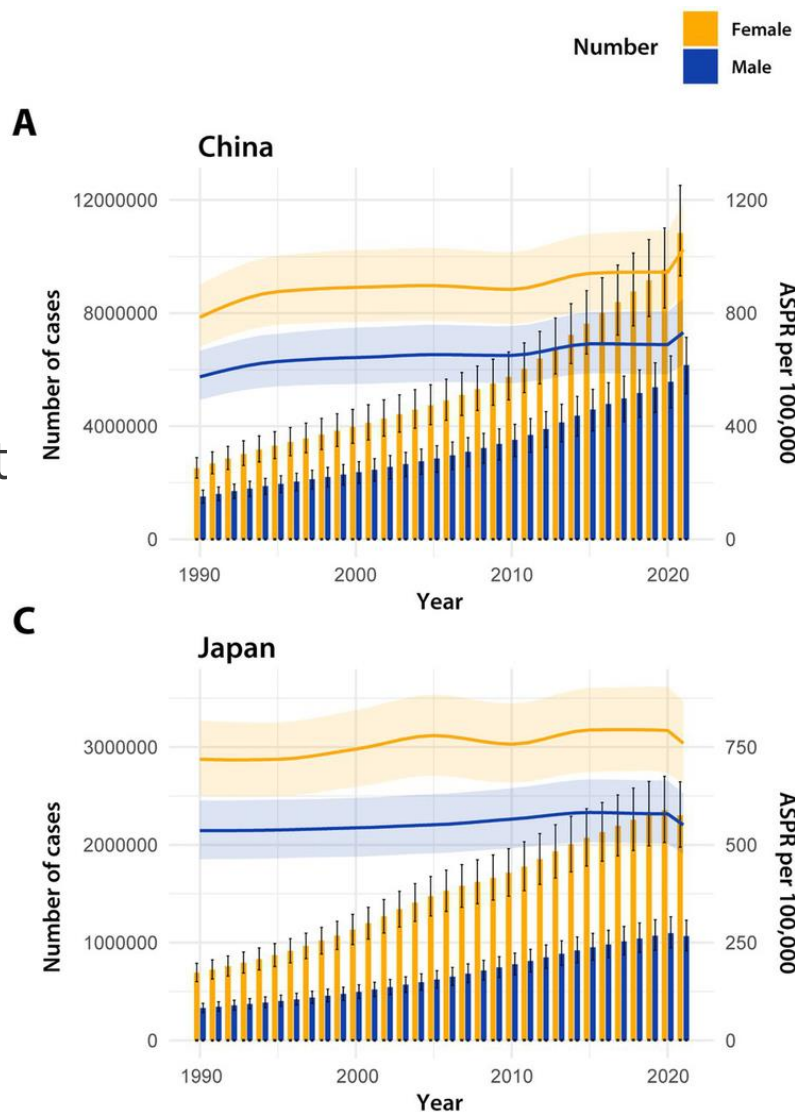 Number
Female
Male
A
China
12000000
8000000
4000000
0
Number of cases
1200
800
400
0
ASPR per 100,000
1990
2000
2010
2020
Year
t
C
Japan
3000000
2000000
1000000
0
Number of cases
750
500
250
0
ASPR per 100,000
1990
2000
2010
2020
Year